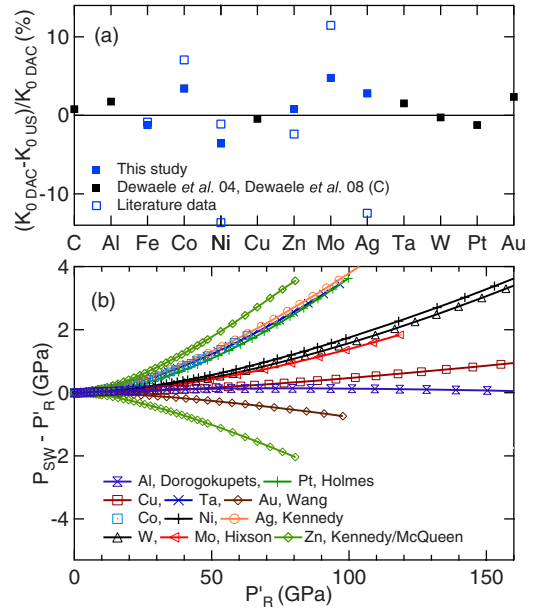 (a)
(K₀ DAC-K₀ US)/K₀ DAC (%)
10
0
-10
This study
Dewaele et al. 04, Dewaele et al. 08 (C)
Literature data
C Al Fe Co Ni Cu Zn Mo Ag Ta W Pt Au
(b)
P_SW - P'_R (GPa)
4
2
0
-2
-4
Al, Dorogokupets, Pt, Holmes
Cu, Ta, Au, Wang
Co, Ni, Ag, Kennedy
W, Mo, Hixson Zn, Kennedy/McQueen
0 50 100 150
P'_R (GPa)